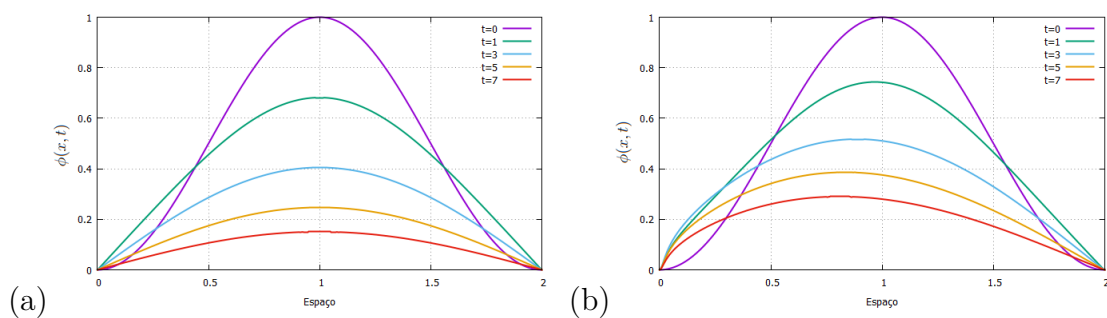 1
0.8
0.6
0.4
0.2
0
0
0.5
1
1.5
2
ϕ(x, t)
Espaço
t=0
t=1
t=3
t=5
t=7
(a)
1
0.8
0.6
0.4
0.2
0
0
0.5
1
1.5
2
ϕ(x, t)
Espaço
t=0
t=1
t=3
t=5
t=7
(b)